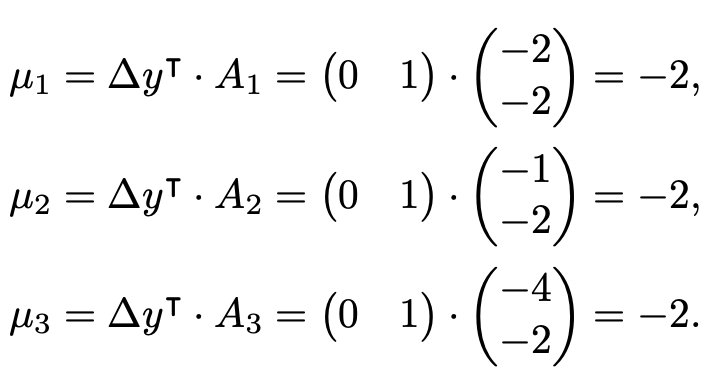 μ₁ = Δyᵀ · A₁ = (0 1) · (−2 −2) = −2,
μ₂ = Δyᵀ · A₂ = (0 1) · (−1 −2) = −2,
μ₃ = Δyᵀ · A₃ = (0 1) · (−4 −2) = −2.